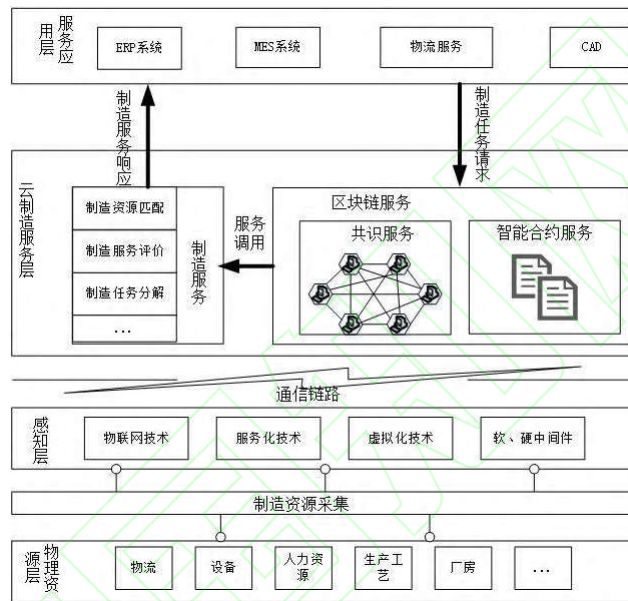 服务应用层
ERP系统
MES系统
物流服务
CAD
制造服务响应
制造任务请求
云制造服务层
制造资源匹配
制造服务评价
制造任务分解
...
制造服务
服务
调用
区块链服务
共识服务
智能合约服务
通信链路
感知层
物联网技术
服务化技术
虚拟化技术
软、硬中间件
制造资源采集
物理资源层
物流
设备
人力资
源
生产工
艺
厂房
...